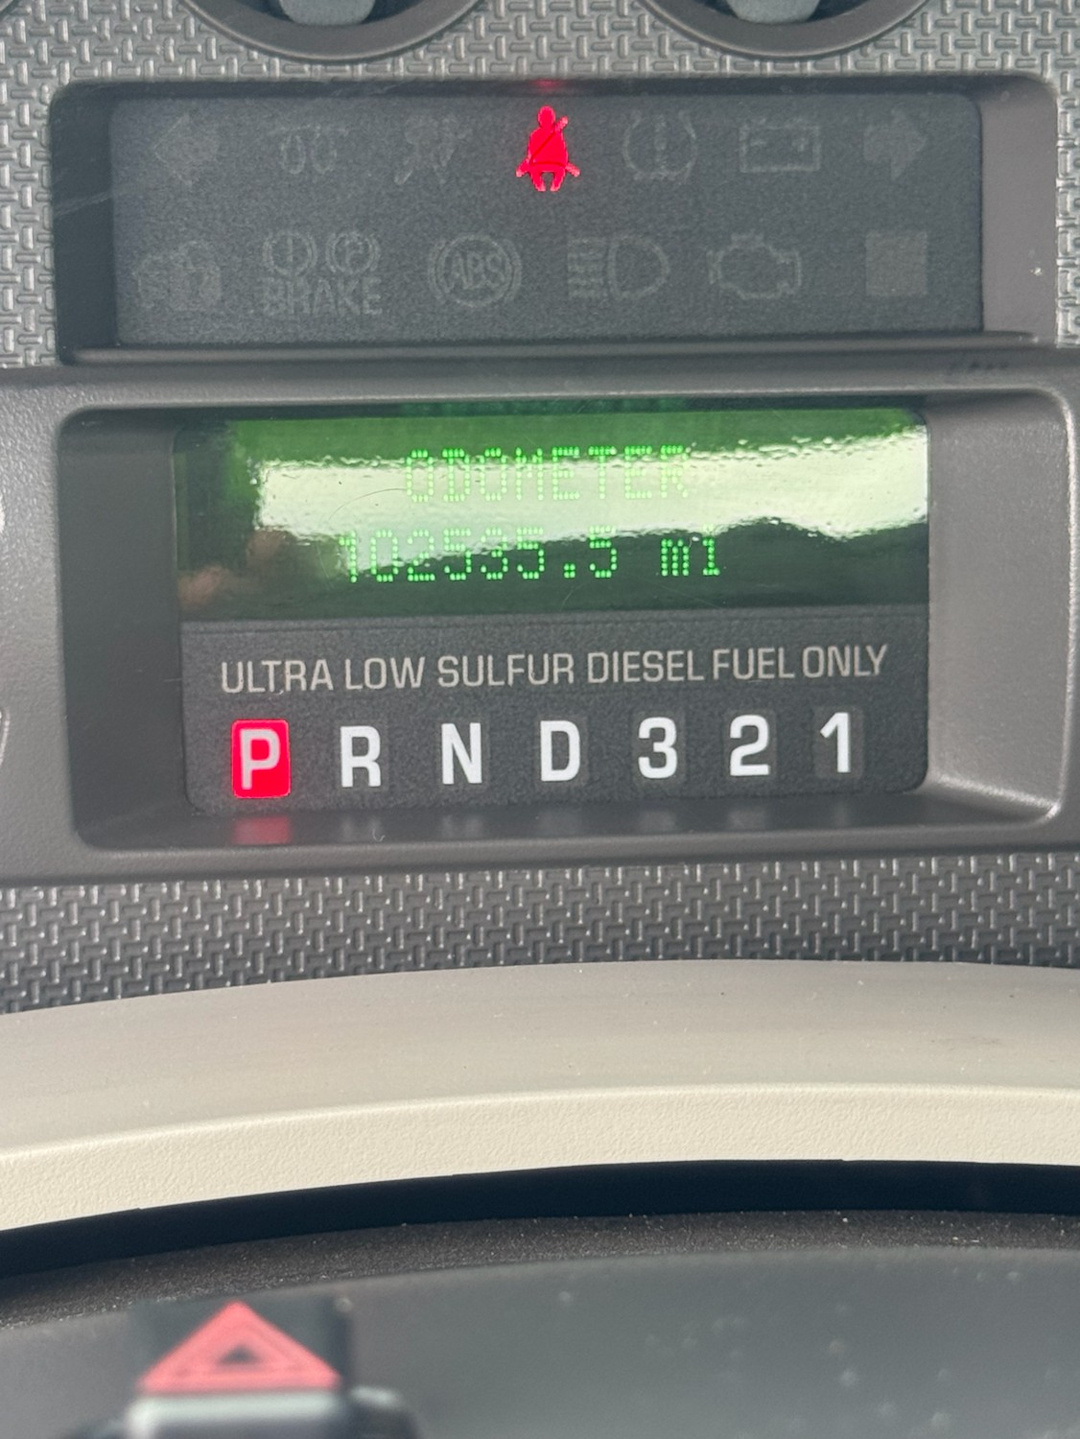 BRAKE
ABS
ODOMETER
102535.5 mi
ULTRA LOW SULFUR DIESEL FUEL ONLY
P R N D 3 2 1